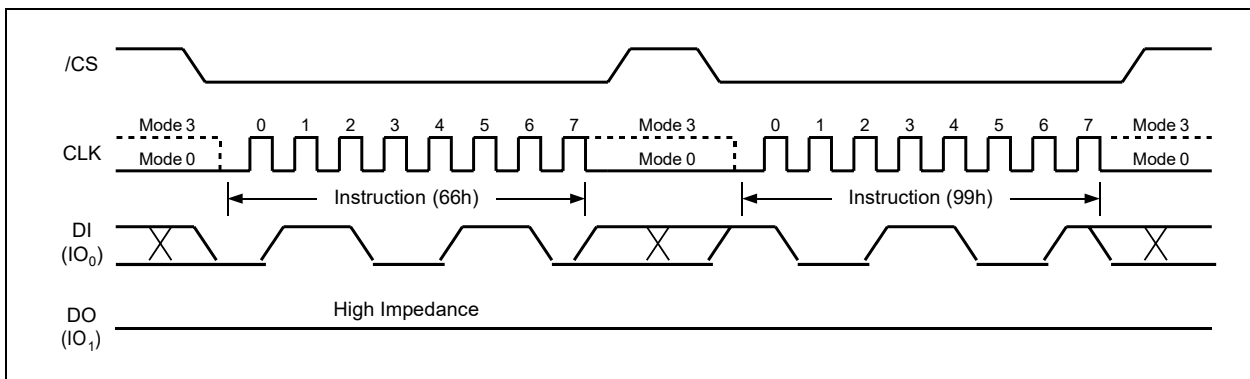 /CS
Mode 3 0 1 2 3 4 5 6 7 Mode 3 0 1 2 3 4 5 6 7 Mode 3
CLK
Mode 0 Mode 0 Mode 0
Instruction (66h) Instruction (99h)
DI
(IO₀)
High Impedance
DO
(IO₁)